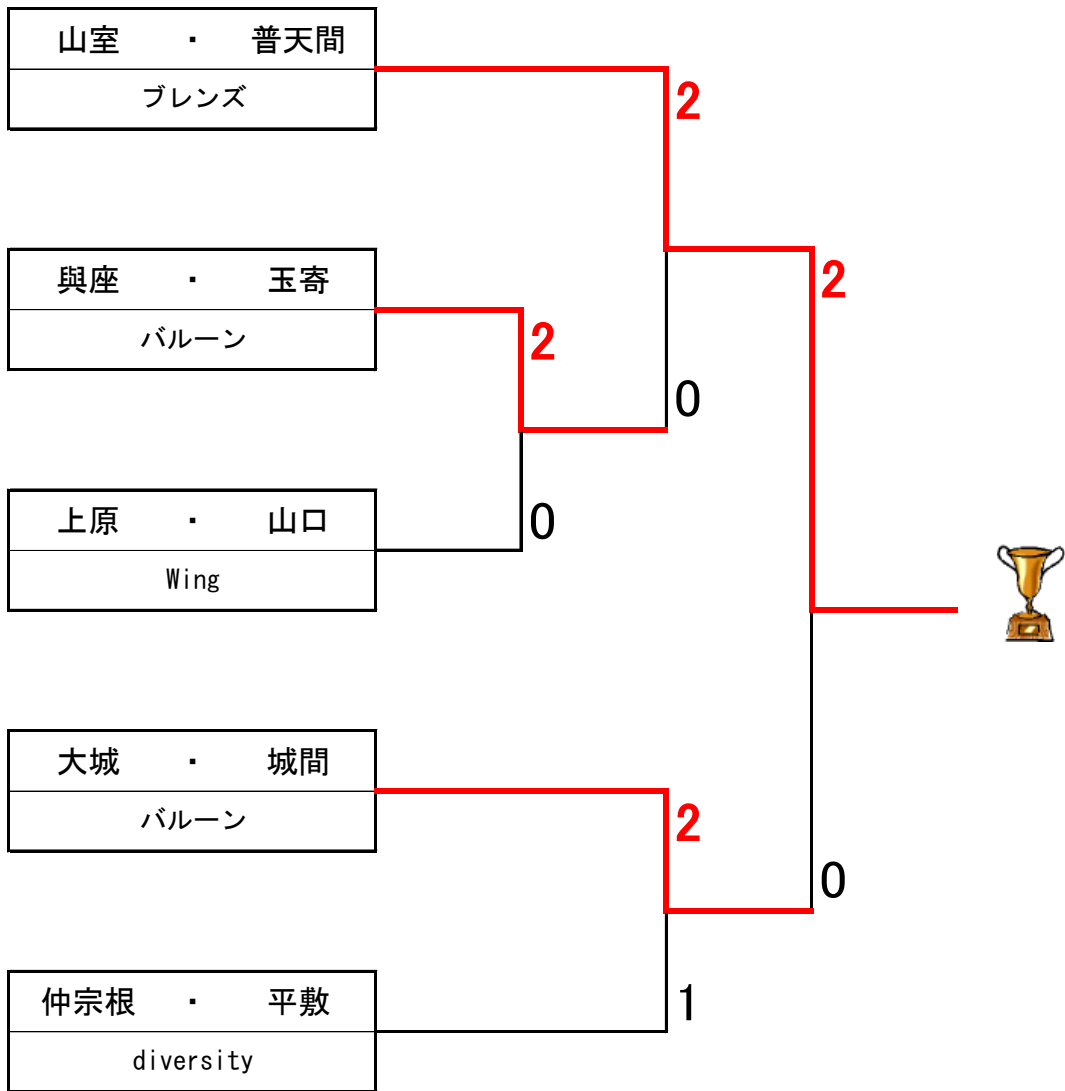 山室 ・ 普天間
ブレンズ
2
與座 ・ 玉寄
2
バルーン
2
0
上原 ・ 山口
0
Wing
大城 ・ 城間
バルーン
2
0
仲宗根 ・ 平敷
1
diversity